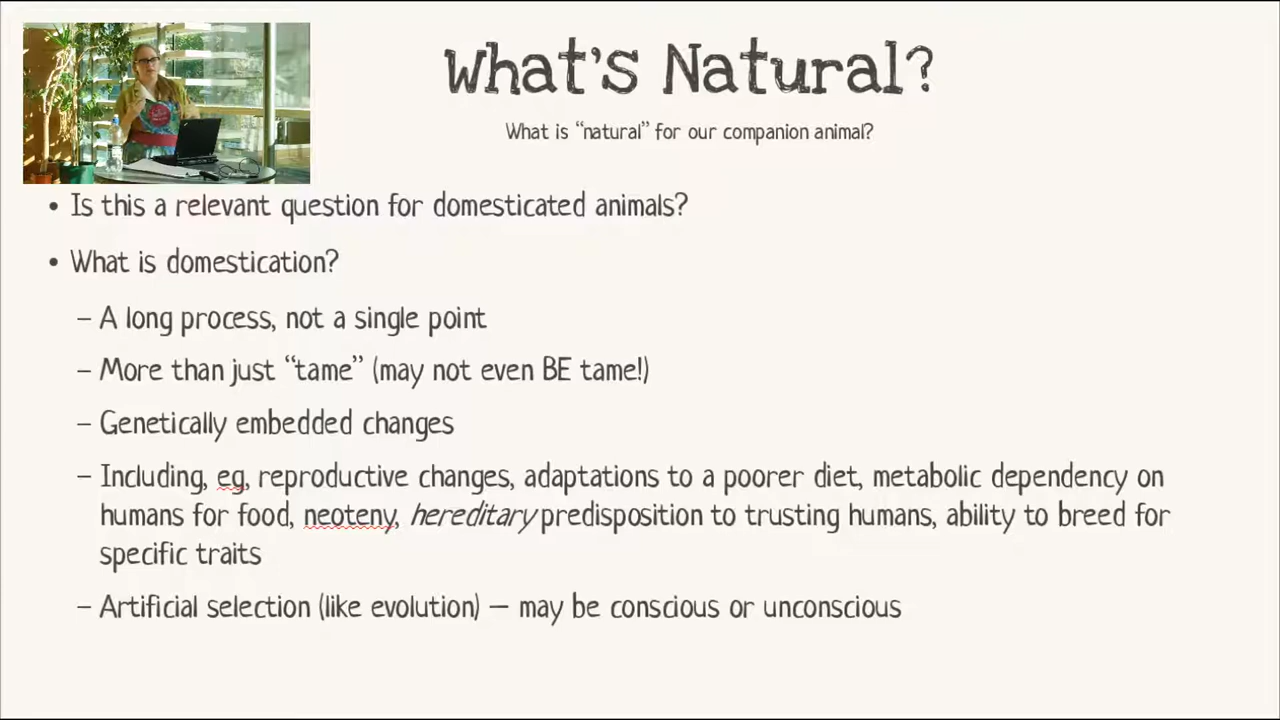 What's Natural?
What is “natural” for our companion animal?
• Is this a relevant question for domesticated animals?
• What is domestication?
– A long process, not a single point
– More than just “tame” (may not even BE tame!)
– Genetically embedded changes
– Including, eg, reproductive changes, adaptations to a poorer diet, metabolic dependency on
humans for food, neoteny, hereditary predisposition to trusting humans, ability to breed for
specific traits
– Artificial selection (like evolution) – may be conscious or unconscious